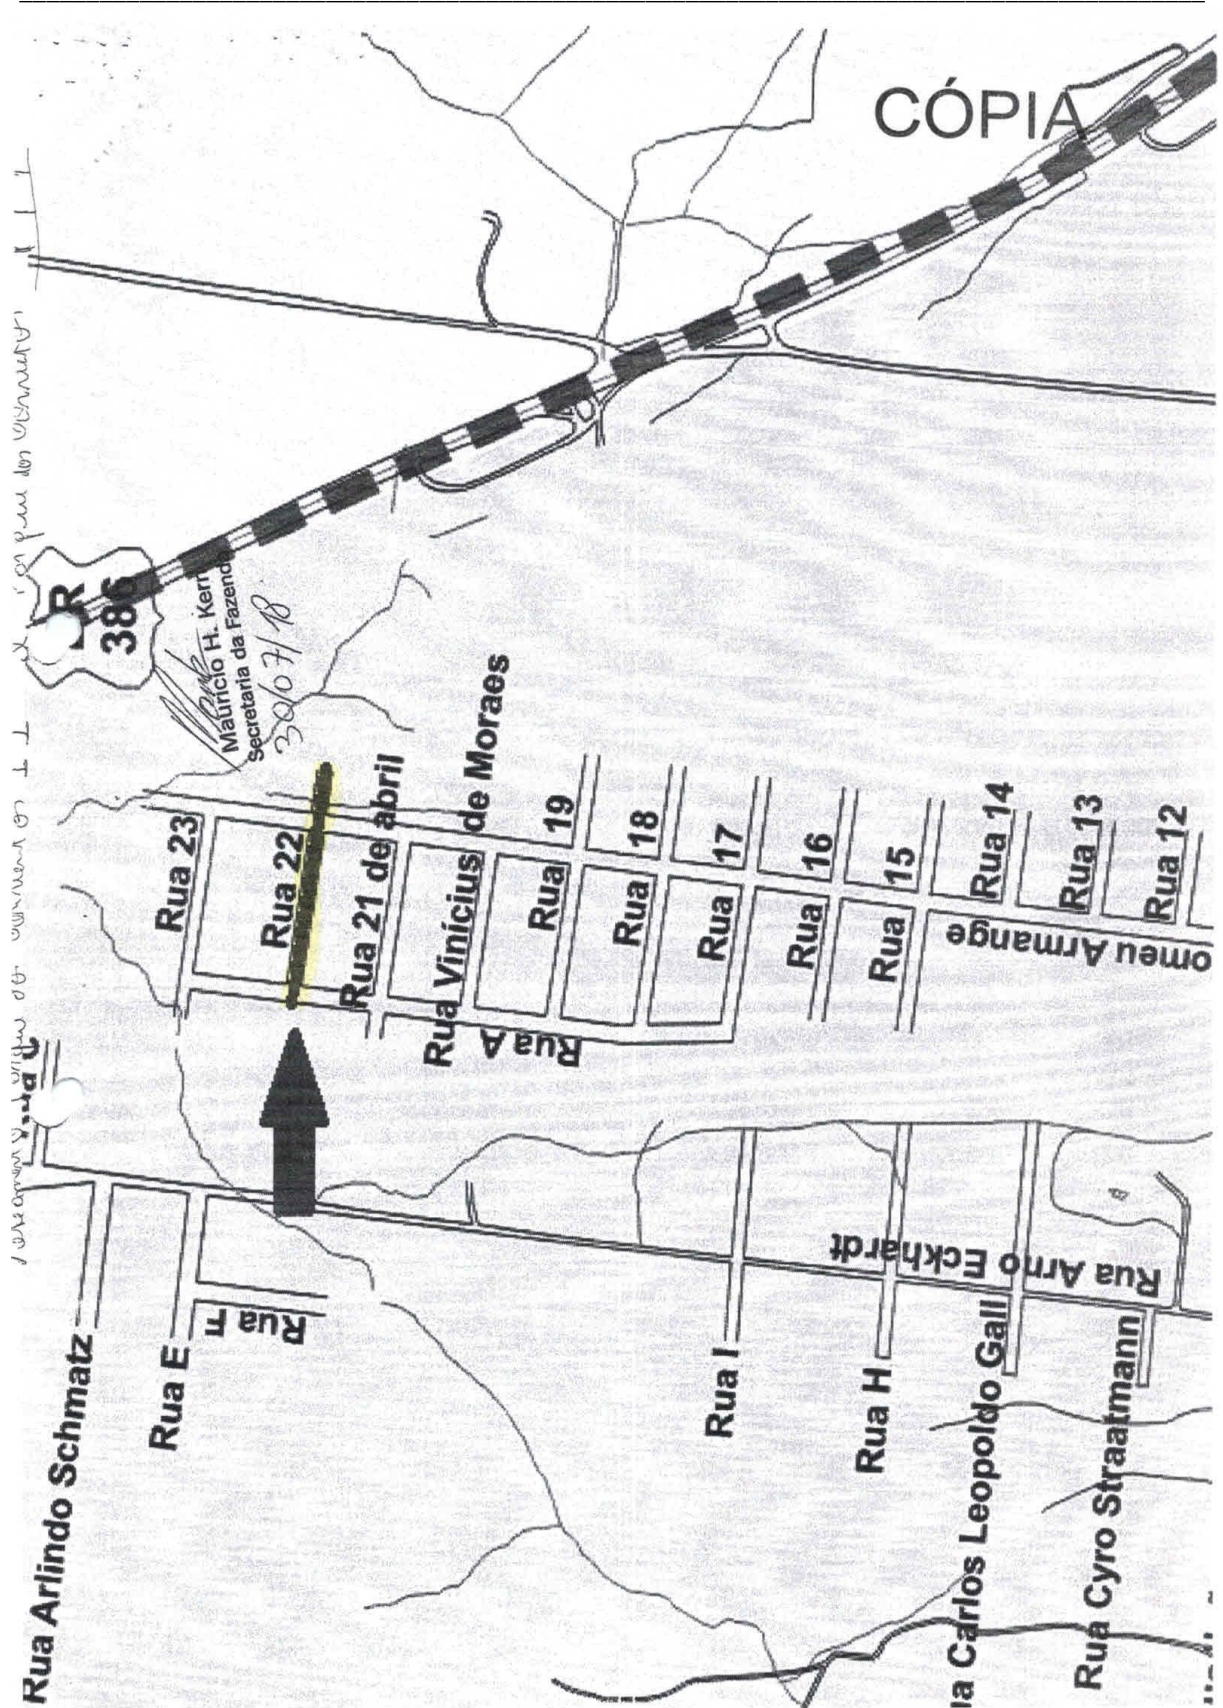 CÓPIA
386
Mauricio H. Kern
Secretaria da Fazenda
30/07/18
Rua 23
Rua 22
Rua 21 de abril
Rua Vinícius de Moraes
Rua 19
Rua 18
Rua 17
Rua 16
Rua 15
Rua 14
Rua 13
Rua 12
omeu Armange
Rua A
Rua Arno Eckhardt
Rua F
Rua Arlindo Schmatz
Rua E
Rua I
Rua H
Carlos Leopoldo Gall
Rua Cyro Straatmann